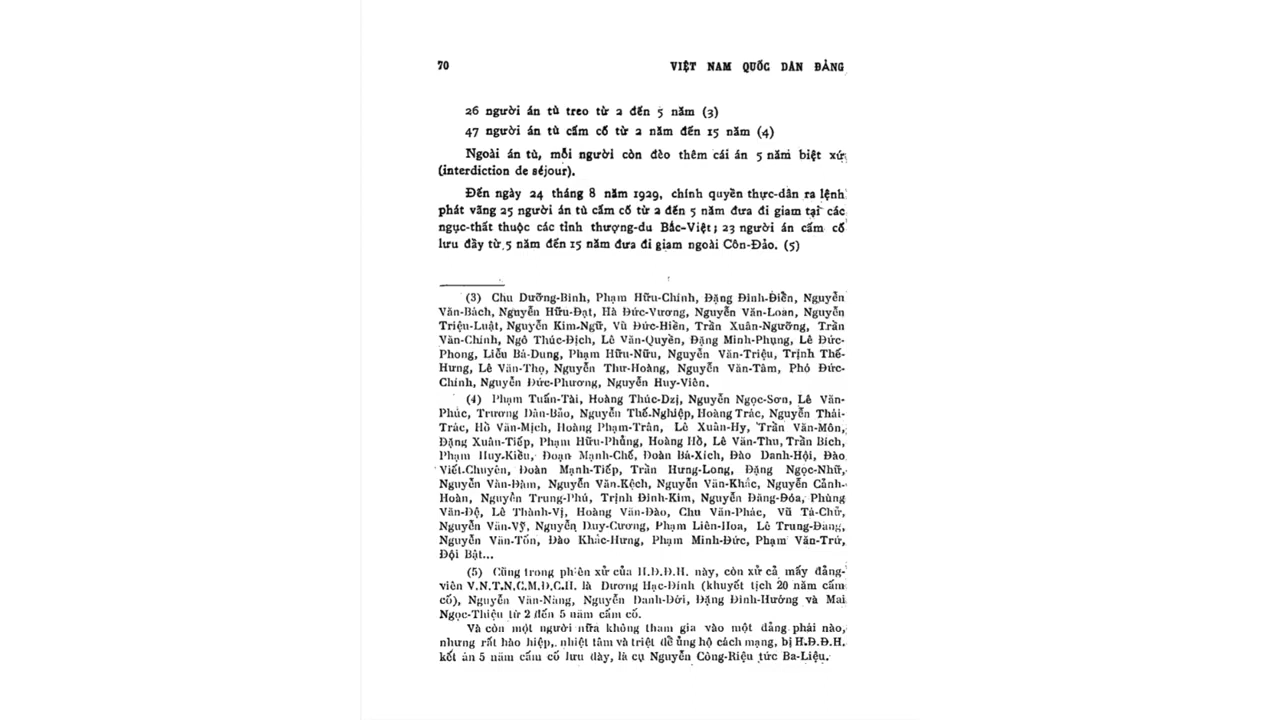 70 VIỆT NAM QUỐC DÂN ĐẢNG
26 người án tù treo từ 2 đến 5 năm (3)
47 người án tù cấm cố từ 2 năm đến 15 năm (4)
Ngoài án tù, mỗi người còn đèo thêm cái án 5 năm biệt xứ
(interdiction de séjour).
Đến ngày 24 tháng 8 năm 1929, chính quyền thực-dân ra lệnh
phát vãng 25 người án tù cấm cố từ 2 đến 5 năm đưa đi giam tại các
ngục-thất thuộc các tỉnh thượng-du Bắc-Việt; 23 người án cấm cố
lưu đầy từ 5 năm đến 15 năm đưa đi giam ngoài Côn-Đảo. (5)
(3) Chu Dưỡng-Bình, Phạm Hữu-Chính, Đặng Đình-Điền, Nguyễn
Văn-Bách, Nguyễn Hữu-Đạt, Hà Đức-Vương, Nguyễn Văn-Loan, Nguyễn
Triệu-Luật, Nguyễn Kim-Ngữ, Vũ Đức-Hiền, Trần Xuân-Ngưỡng, Trần
Văn-Chính, Ngô Thúc-Địch, Lê Văn-Quyền, Đặng Minh-Phụng, Lê Đức-
Phong, Liễu Bá-Dung, Phạm Hữu-Nữu, Nguyễn Văn-Triệu, Trịnh Thế-
Hưng, Lê Văn-Thọ, Nguyễn Thư-Hoàng, Nguyễn Văn-Tâm, Phó Đức-
Chính, Nguyễn Đức-Phương, Nguyễn Huy-Viên.
(4) Phạm Tuấn-Tài, Hoàng Thúc-Dzị, Nguyễn Ngọc-Sơn, Lê Văn-
Phúc, Trương Dân-Bảo, Nguyễn Thế-Nghiệp, Hoàng Trác, Nguyễn Thái-
Trác, Hồ Văn-Mịch, Hoàng Phạm-Trân, Lê Xuân-Hy, Trần Văn-Môn,
Đặng Xuân-Tiếp, Phạm Hữu-Phùng, Hoàng Hồ, Lê Văn-Thu, Trần Bích,
Phạm Huy-Kiều, Đoạn Mạnh-Chế, Đoàn Bá-Xích, Đào Danh-Hội, Đào
Viết-Chuyên, Đoàn Mạnh-Tiếp, Trần Hưng-Long, Đặng Ngọc-Nhữ,
Nguyễn Văn-Đậm, Nguyễn Văn-Kệch, Nguyễn Văn-Khắc, Nguyễn Cảnh-
Hoàn, Nguyễn Trung-Phú, Trịnh Đình-Kim, Nguyễn Đăng-Đóa, Phùng
Văn-Đệ, Lê Thành-Vị, Hoàng Văn-Đào, Chu Văn-Phác, Vũ Tá-Chử,
Nguyễn Văn-Vỹ, Nguyễn Duy-Cương, Phạm Liên-Hoa, Lê Trung-Đang,
Nguyễn Văn-Tốn, Đào Khắc-Hưng, Phạm Minh-Đức, Phạm Văn-Trứ,
Đội Bật...
(5) Cũng trong phiên xử của H.Đ.Đ.H. này, còn xử cả mấy đảng-
viên V.N.T.N.C.M.Đ.C.H. là Dương Hạc-Đính (khuyết tịch 20 năm cấm
cố), Nguyễn Văn-Năng, Nguyễn Danh-Đới, Đặng Đình-Hướng và Mai
Ngọc-Thiệu từ 2 đến 5 năm cấm cố.
Và còn một người nữa không tham gia vào một đảng phái nào,
nhưng rất hào hiệp, nhiệt tâm và triệt để ủng hộ cách mạng, bị H.Đ.Đ.H.
kết án 5 năm cấm cố lưu đày, là cụ Nguyễn Công-Riệu tức Ba-Liệu.